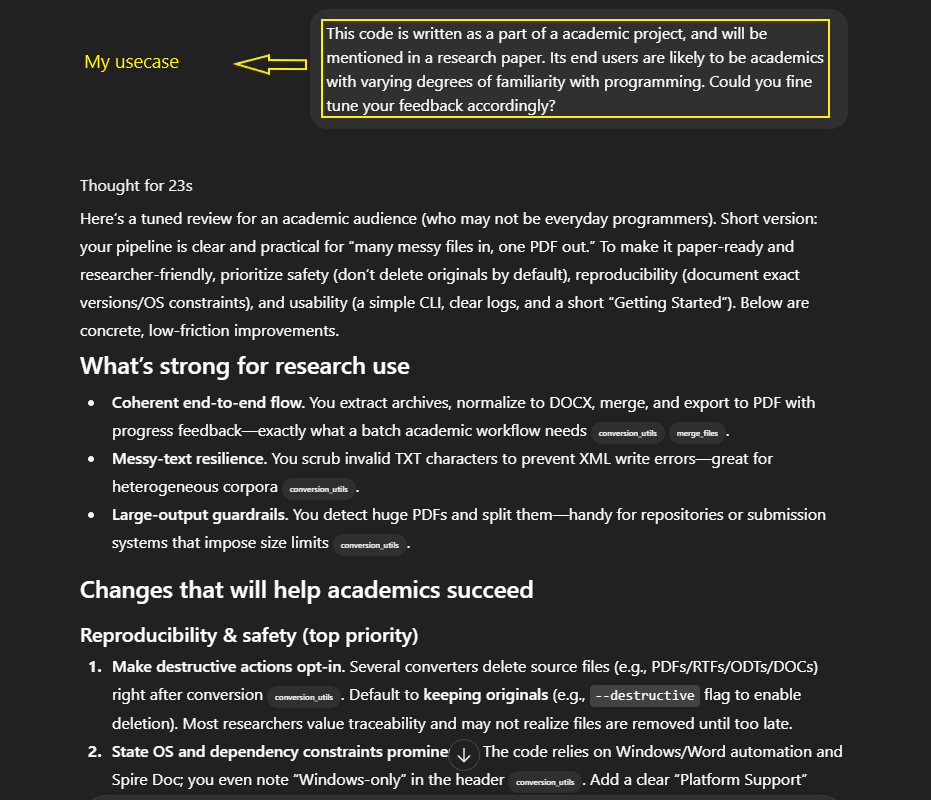 My usecase
This code is written as a part of a academic project, and will be
mentioned in a research paper. Its end users are likely to be academics
with varying degrees of familiarity with programming. Could you fine
tune your feedback accordingly?
Thought for 23s
Here’s a tuned review for an academic audience (who may not be everyday programmers). Short version:
your pipeline is clear and practical for “many messy files in, one PDF out.” To make it paper-ready and
researcher-friendly, prioritize safety (don’t delete originals by default), reproducibility (document exact
versions/OS constraints), and usability (a simple CLI, clear logs, and a short “Getting Started”). Below are
concrete, low-friction improvements.
What’s strong for research use
• Coherent end-to-end flow. You extract archives, normalize to DOCX, merge, and export to PDF with
progress feedback—exactly what a batch academic workflow needs conversion_utils merge_files .
• Messy-text resilience. You scrub invalid TXT characters to prevent XML write errors—great for
heterogeneous corpora conversion_utils .
• Large-output guardrails. You detect huge PDFs and split them—handy for repositories or submission
systems that impose size limits conversion_utils .
Changes that will help academics succeed
Reproducibility & safety (top priority)
1. Make destructive actions opt-in. Several converters delete source files (e.g., PDFs/RTFs/ODTs/DOCs)
right after conversion conversion_utils . Default to keeping originals (e.g., --destructive flag to enable
deletion). Most researchers value traceability and may not realize files are removed until too late.
2. State OS and dependency constraints The code relies on Windows/Word automation and
Spire Doc; you even note “Windows-only” in the header conversion_utils . Add a clear “Platform Support”